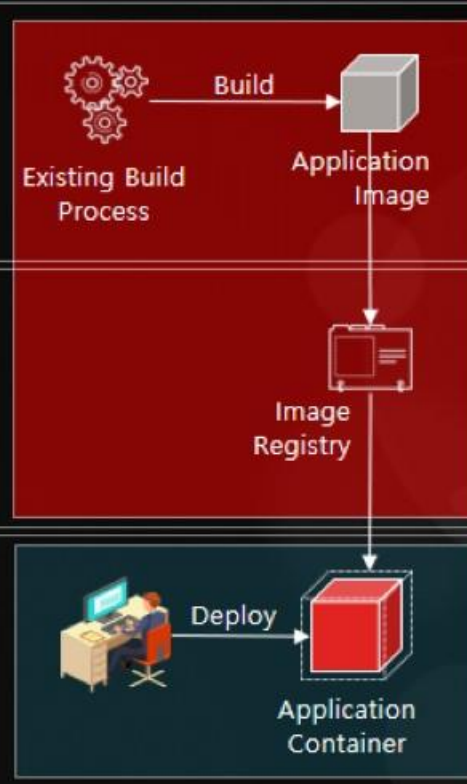 Build
Existing Build
Process
Application
Image
Image
Registry
Deploy
Application
Container